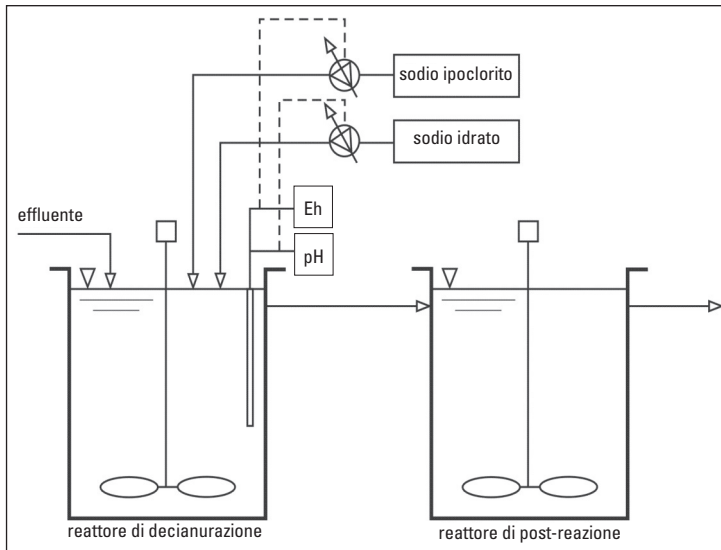 sodio ipoclorito
sodio idrato
Eh
effluente
pH
reattore di decianurazione
reattore di post-reazione